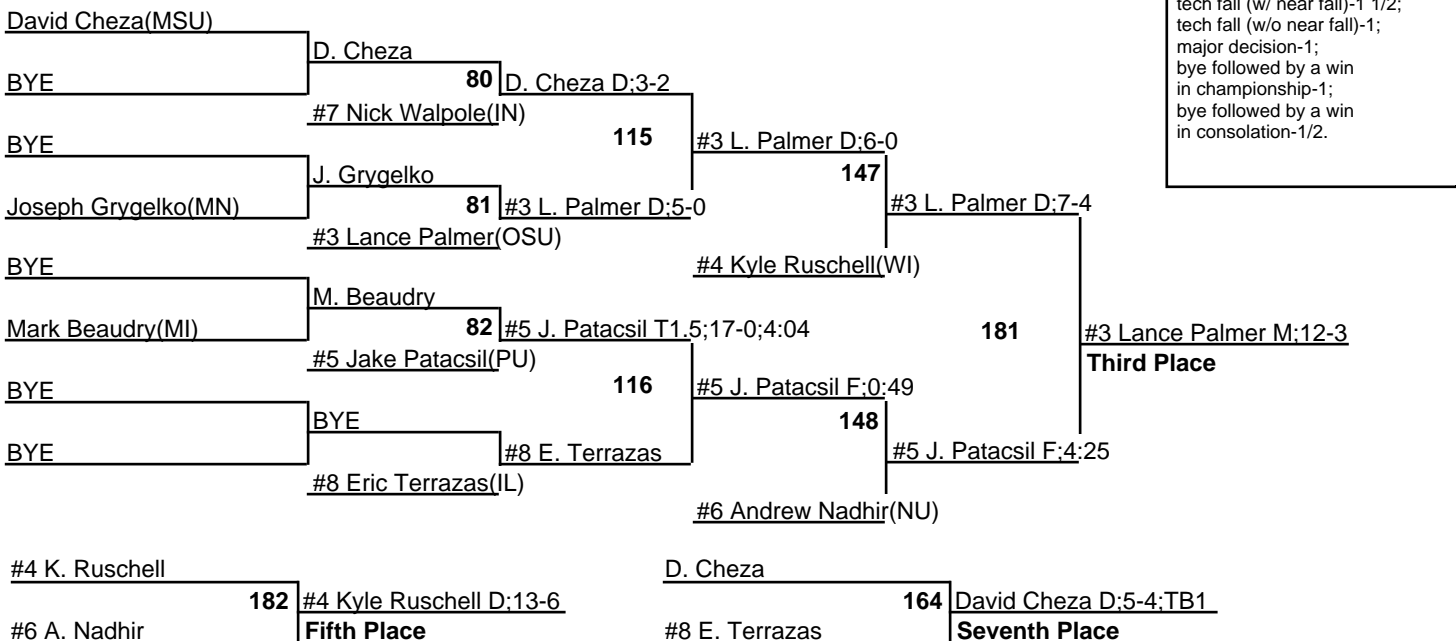 tech fall (w/ near fall)-1 1/2;
tech fall (w/o near fall)-1;
major decision-1;
bye followed by a win
in championship-1;
bye followed by a win
in consolation-1/2.
David Cheza(MSU)
D. Cheza
BYE
80 D. Cheza D;3-2
#7 Nick Walpole(IN)
115
BYE
#3 L. Palmer D;6-0
J. Grygelko
147
Joseph Grygelko(MN)
81 #3 L. Palmer D;5-0
#3 L. Palmer D;7-4
#3 Lance Palmer(OSU)
BYE
#4 Kyle Ruschell(WI)
M. Beaudry
Mark Beaudry(MI)
82 #5 J. Patacsil T1.5;17-0;4:04
181
#3 Lance Palmer M;12-3
#5 Jake Patacsil(PU)
Third Place
116
BYE
#5 J. Patacsil F;0:49
BYE
148
BYE
#8 E. Terrazas
#5 J. Patacsil F;4:25
#8 Eric Terrazas(IL)
#6 Andrew Nadhir(NU)
#4 K. Ruschell
182 #4 Kyle Ruschell D;13-6
#6 A. Nadhir
Fifth Place
D. Cheza
164 David Cheza D;5-4;TB1
#8 E. Terrazas
Seventh Place